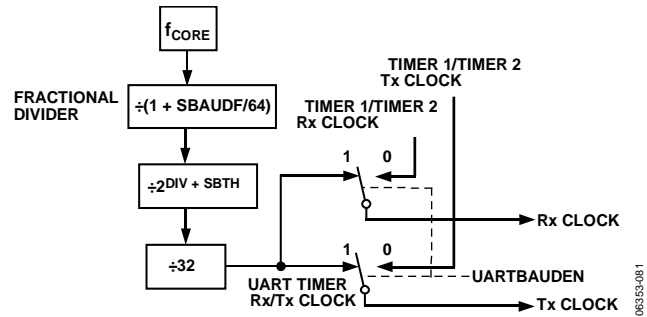 fCORE
FRACTIONAL
DIVIDER
÷(1 + SBAUDF/64)
÷2DIV + SBTH
÷32
TIMER 1/TIMER 2
Tx CLOCK
TIMER 1/TIMER 2
Rx CLOCK
1 0
Rx CLOCK
1 0
UART TIMER
Rx/Tx CLOCK
UARTBAUDEN
Tx CLOCK
06353-081